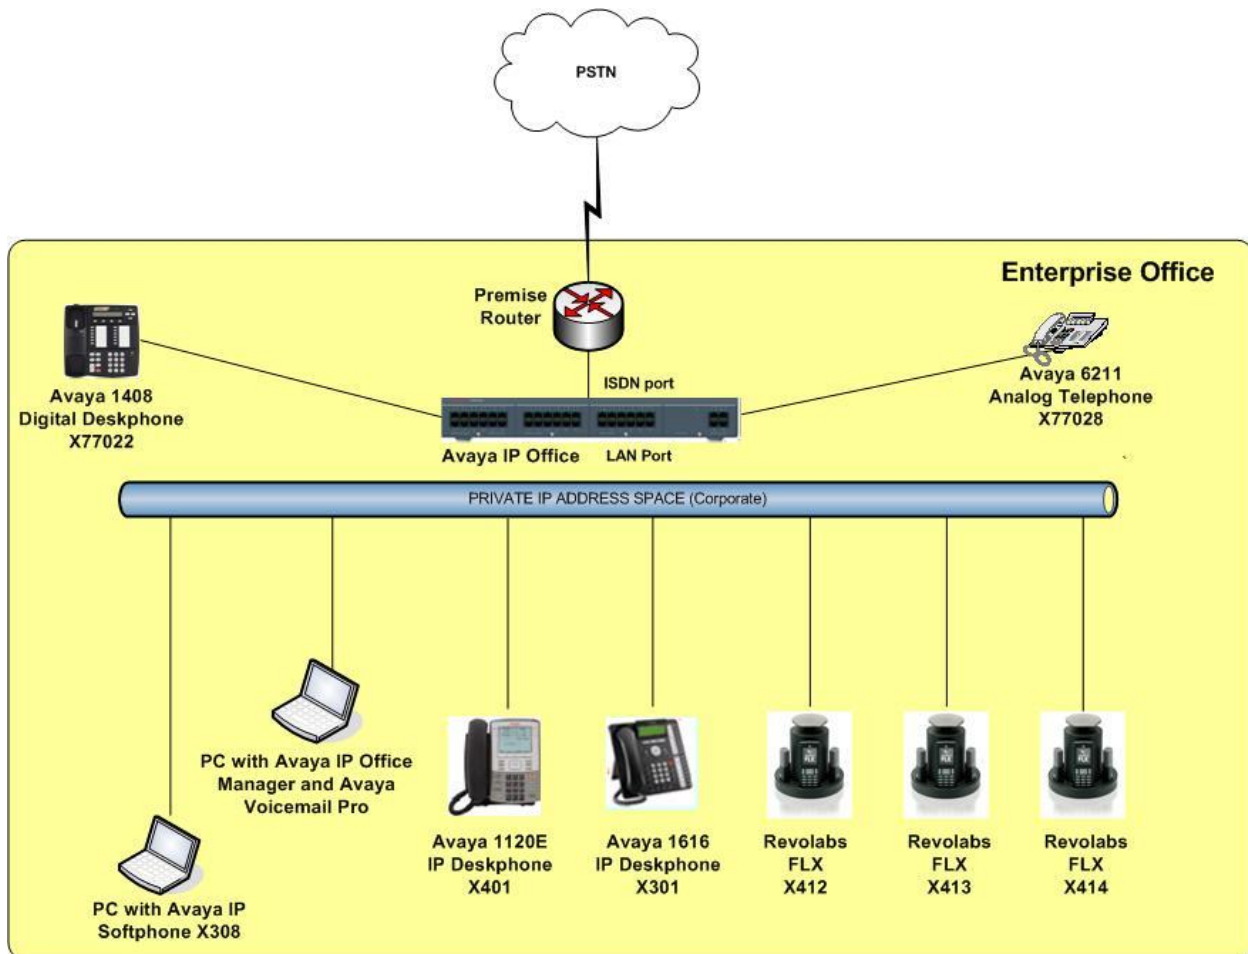 PSTN
Enterprise Office
Premise
Router
ISDN port
Avaya 1408
Digital Deskphone
X77022
Avaya 6211
Analog Telephone
X77028
Avaya IP Office
LAN Port
PRIVATE IP ADDRESS SPACE (Corporate)
PC with Avaya IP Office
Manager and Avaya
Voicemail Pro
PC with Avaya IP
Softphone X308
Avaya 1120E
IP Deskphone
X401
Avaya 1616
IP Deskphone
X301
Revolabs
FLX
X412
Revolabs
FLX
X413
Revolabs
FLX
X414